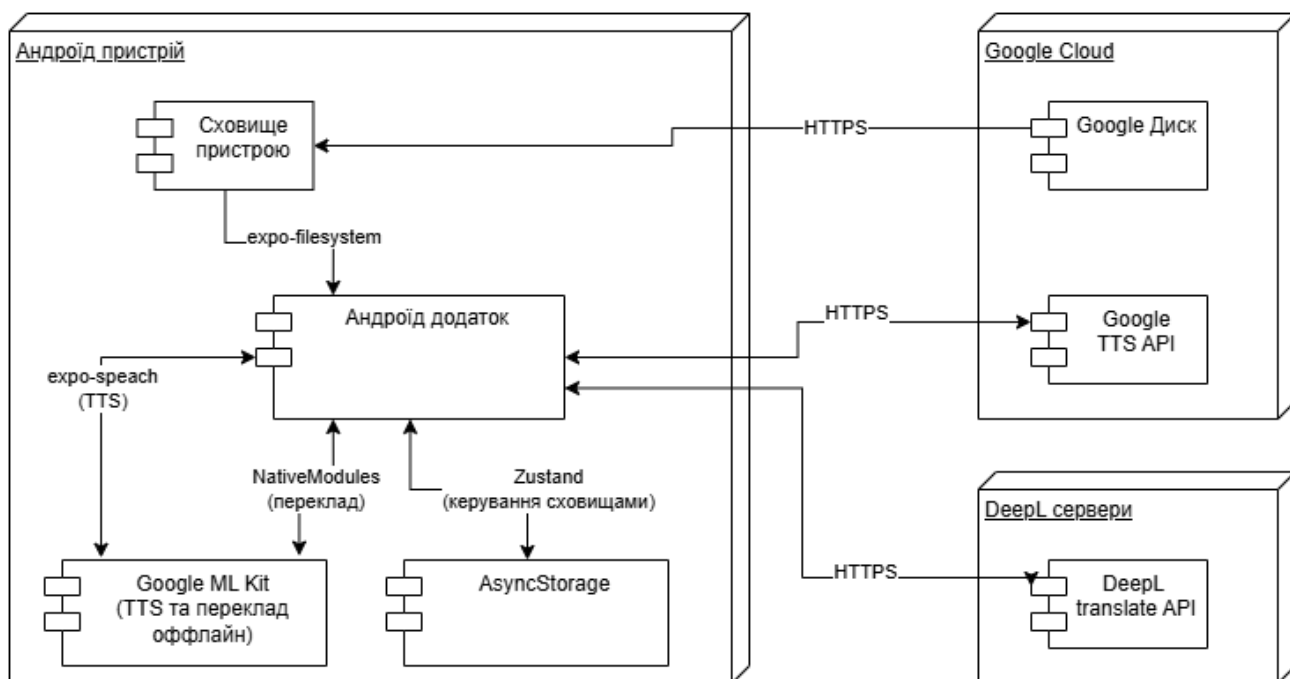 Андроїд пристрій
Google Cloud
Сховище
пристрою
HTTPS
Google Диск
expo-filesystem
Андроїд додаток
HTTPS
Google
TTS API
expo-speach
(TTS)
NativeModules
(переклад)
Zustand
(керування сховищами)
DeepL сервери
Google ML Kit
(TTS та переклад
оффлайн)
AsyncStorage
HTTPS
DeepL
translate API